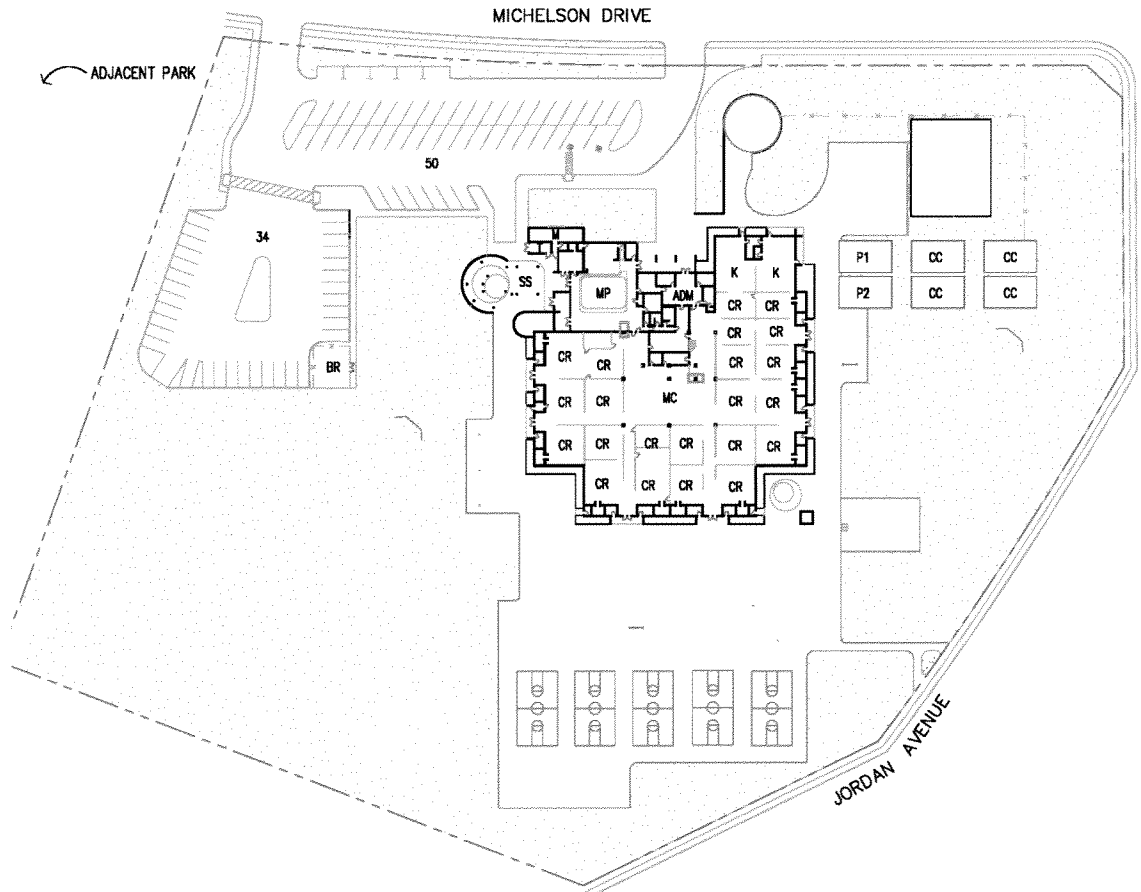 MICHELSON DRIVE
ADJACENT PARK
50
34
M
P1 CC CC
K K
SS MP ADM
P2 CC CC
CR CR
CR CR
CR CR CR CR
BR
CR CR MC CR CR
CR CR CR CR CR CR
CR CR CR CR
JORDAN AVENUE